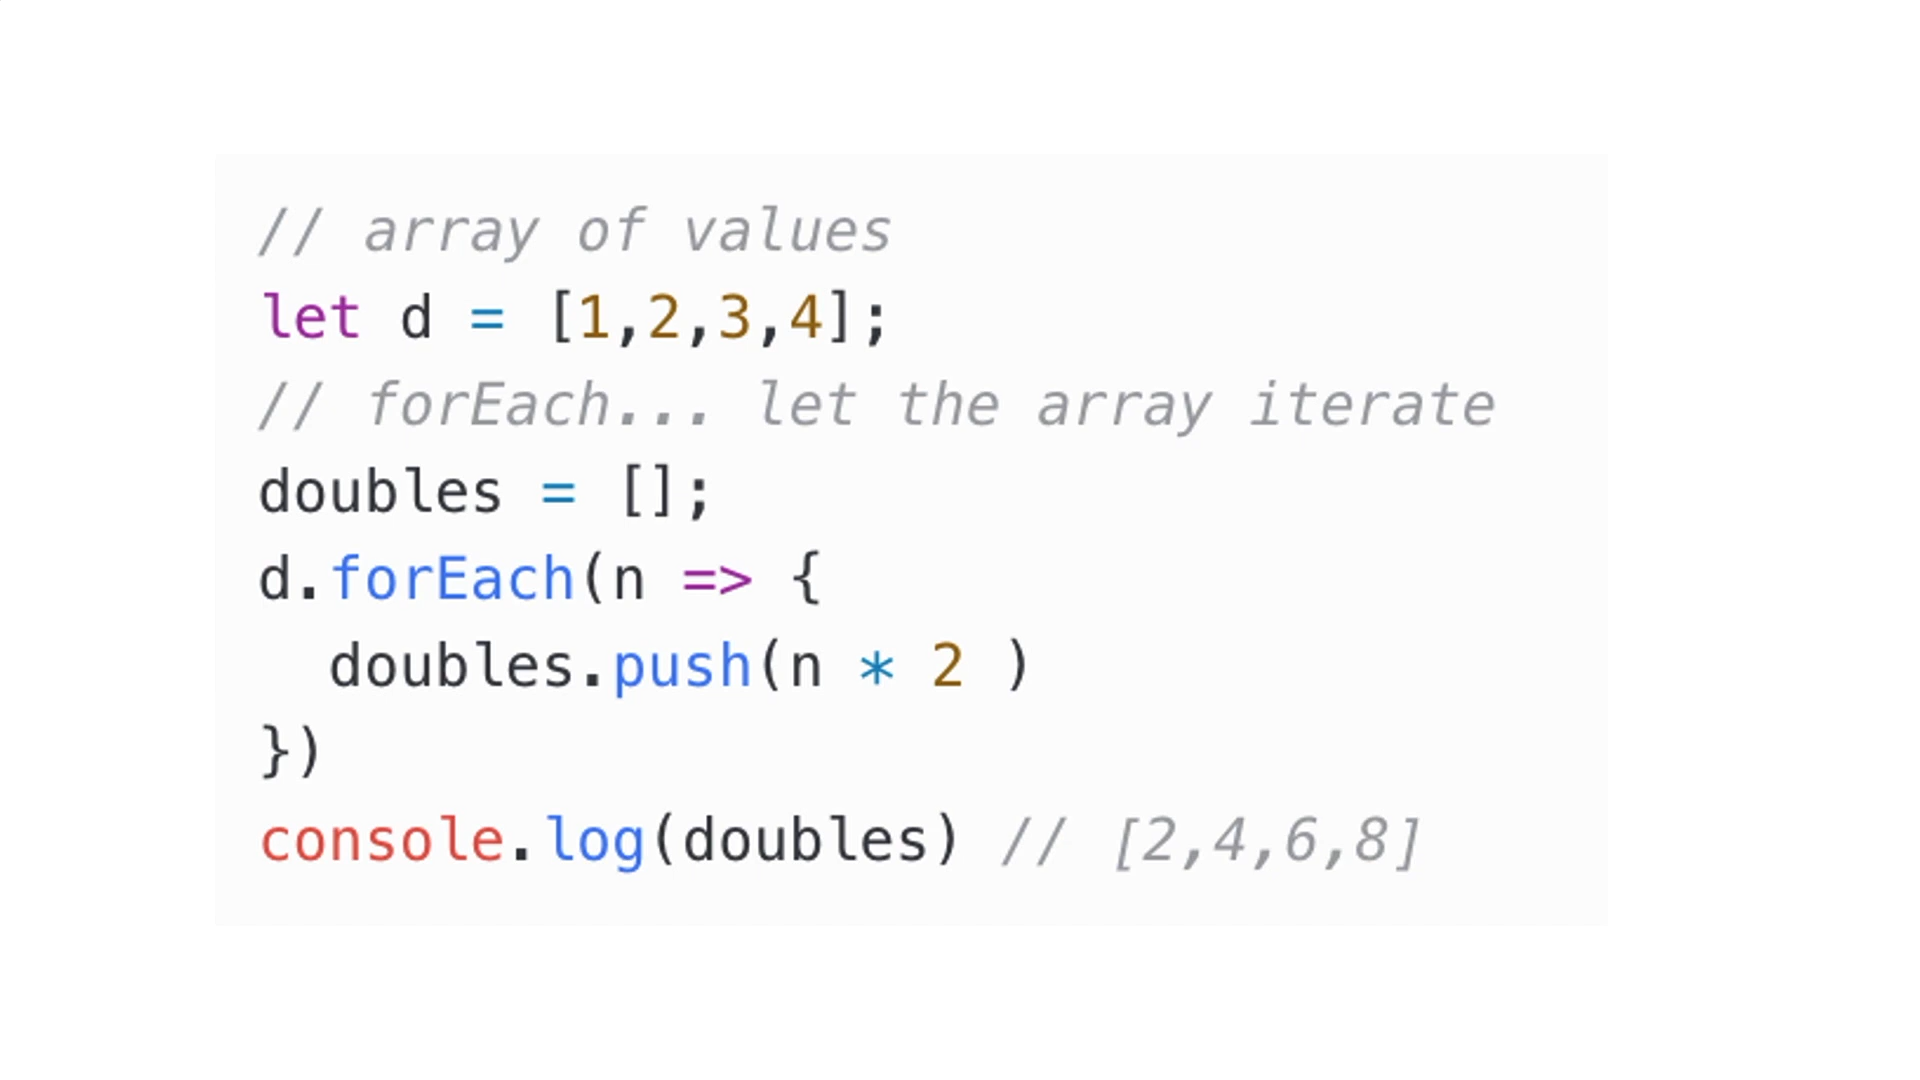 // array of values
let d = [1,2,3,4];
// forEach... let the array iterate
doubles = [];
d.forEach(n => {
  doubles.push(n * 2 )
})
console.log(doubles) // [2,4,6,8]